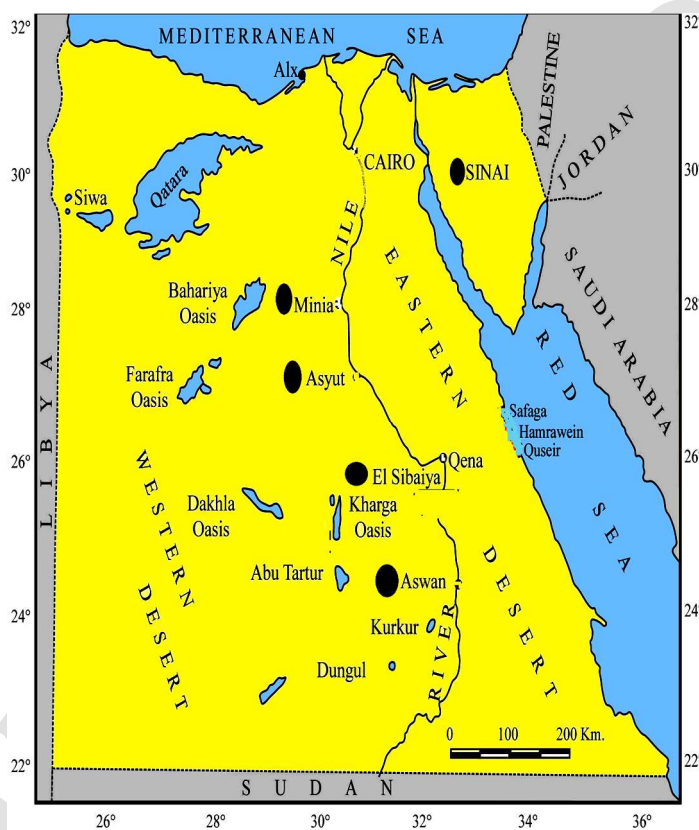 32°
32
MEDITERRANEAN SEA
Alx
PALESTINE
JORDAN
CAIRO
SINAI
30°
30
Qatara
Siwa
NILE
EASTERN
SAUDI ARABIA
Bahariya
Oasis
Minia
28°
28
RED
Farafra
Oasis
Asyut
LIBYA
Safaga
Hamrawein
Quseir
26°
26
Qena
El Sibaiya
WESTERN
Dakhla
Oasis
Kharga
Oasis
SEA
Abu Tartur
Aswan
DESERT
DESERT
24°
24
Kurkur
RIVER
Dungul
0 100 200 Km.
22°
22
SUDAN
26° 28° 30° 32° 34° 36°